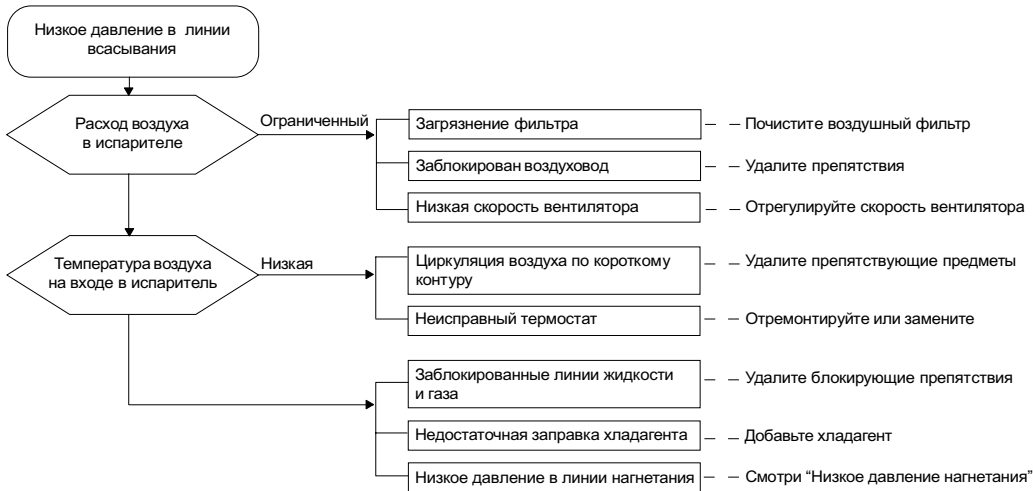 Низкое давление в линии
всасывания
Расход воздуха
в испарителе
Ограниченный
Загрязнение фильтра
Почистите воздушный фильтр
Заблокирован воздуховод
Удалите препятствия
Низкая скорость вентилятора
Отрегулируйте скорость вентилятора
Температура воздуха
на входе в испаритель
Низкая
Циркуляция воздуха по короткому
контуру
Удалите препятствующие предметы
Неисправный термостат
Отремонтируйте или замените
Заблокированные линии жидкости
и газа
Удалите блокирующие препятствия
Недостаточная заправка хладагента
Добавьте хладагент
Низкое давление в линии нагнетания
Смотри “Низкое давление нагнетания”